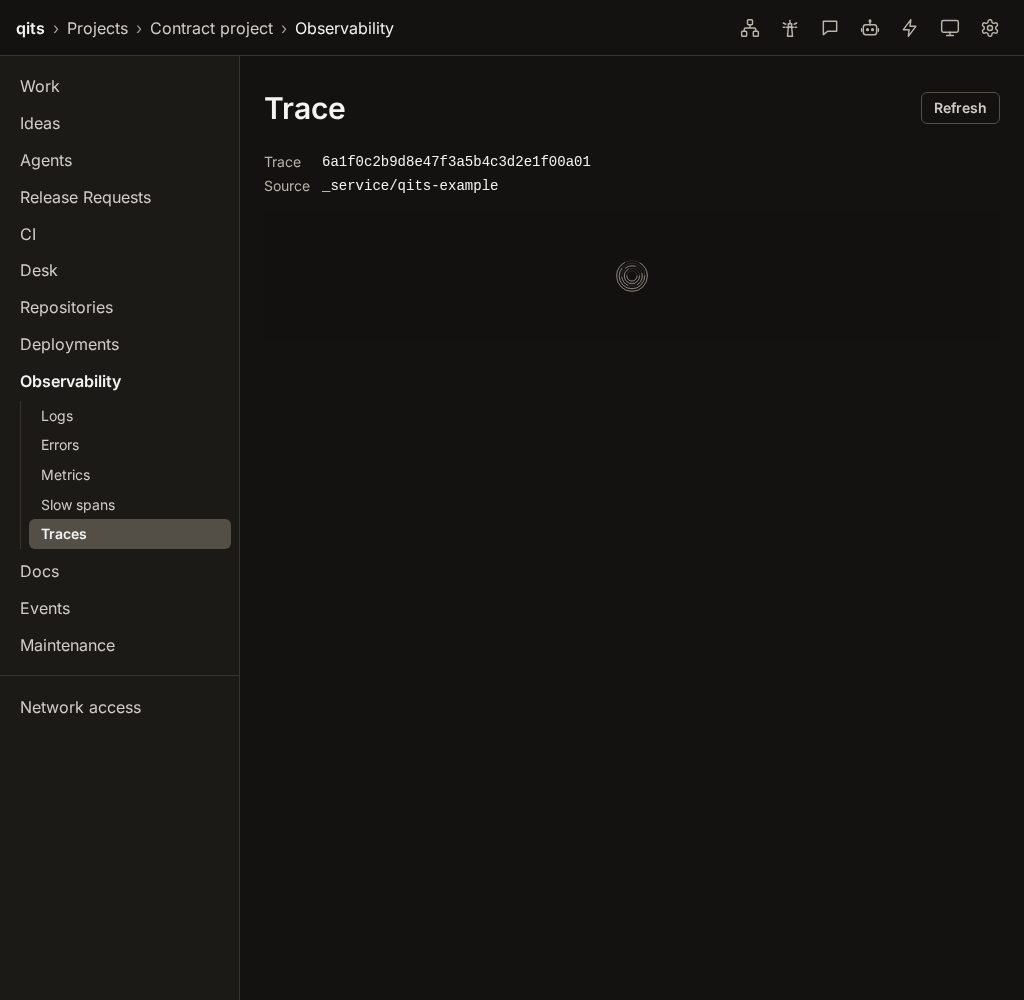 qits › Projects › Contract project › Observability
Work
Ideas
Agents
Release Requests
CI
Desk
Repositories
Deployments
Observability
Logs
Errors
Metrics
Slow spans
Traces
Docs
Events
Maintenance
Network access
Trace
Refresh
Trace 6a1f0c2b9d8e47f3a5b4c3d2e1f00a01
Source _service/qits-example